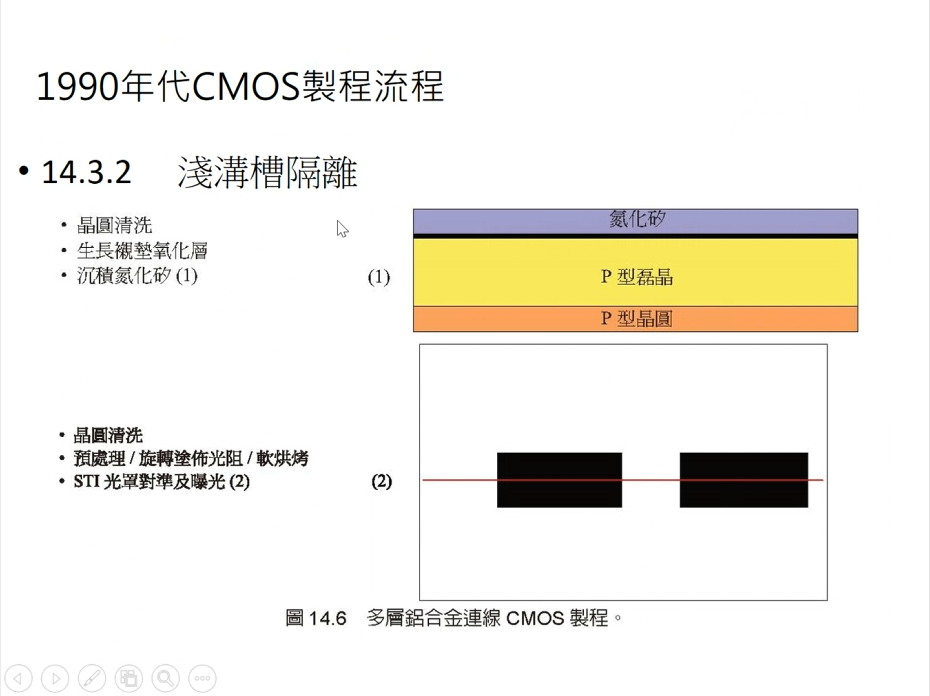 1990年代CMOS製程流程
• 14.3.2 淺溝槽隔離
• 晶圓清洗
• 生長襯墊氧化層
• 沉積氮化矽 (1)
(1)
氮化矽
P 型磊晶
P 型晶圓
• 晶圓清洗
• 預處理 / 旋轉塗佈光阻 / 軟烘烤
• STI 光罩對準及曝光 (2)
(2)
圖 14.6 多層鋁合金連線 CMOS 製程。